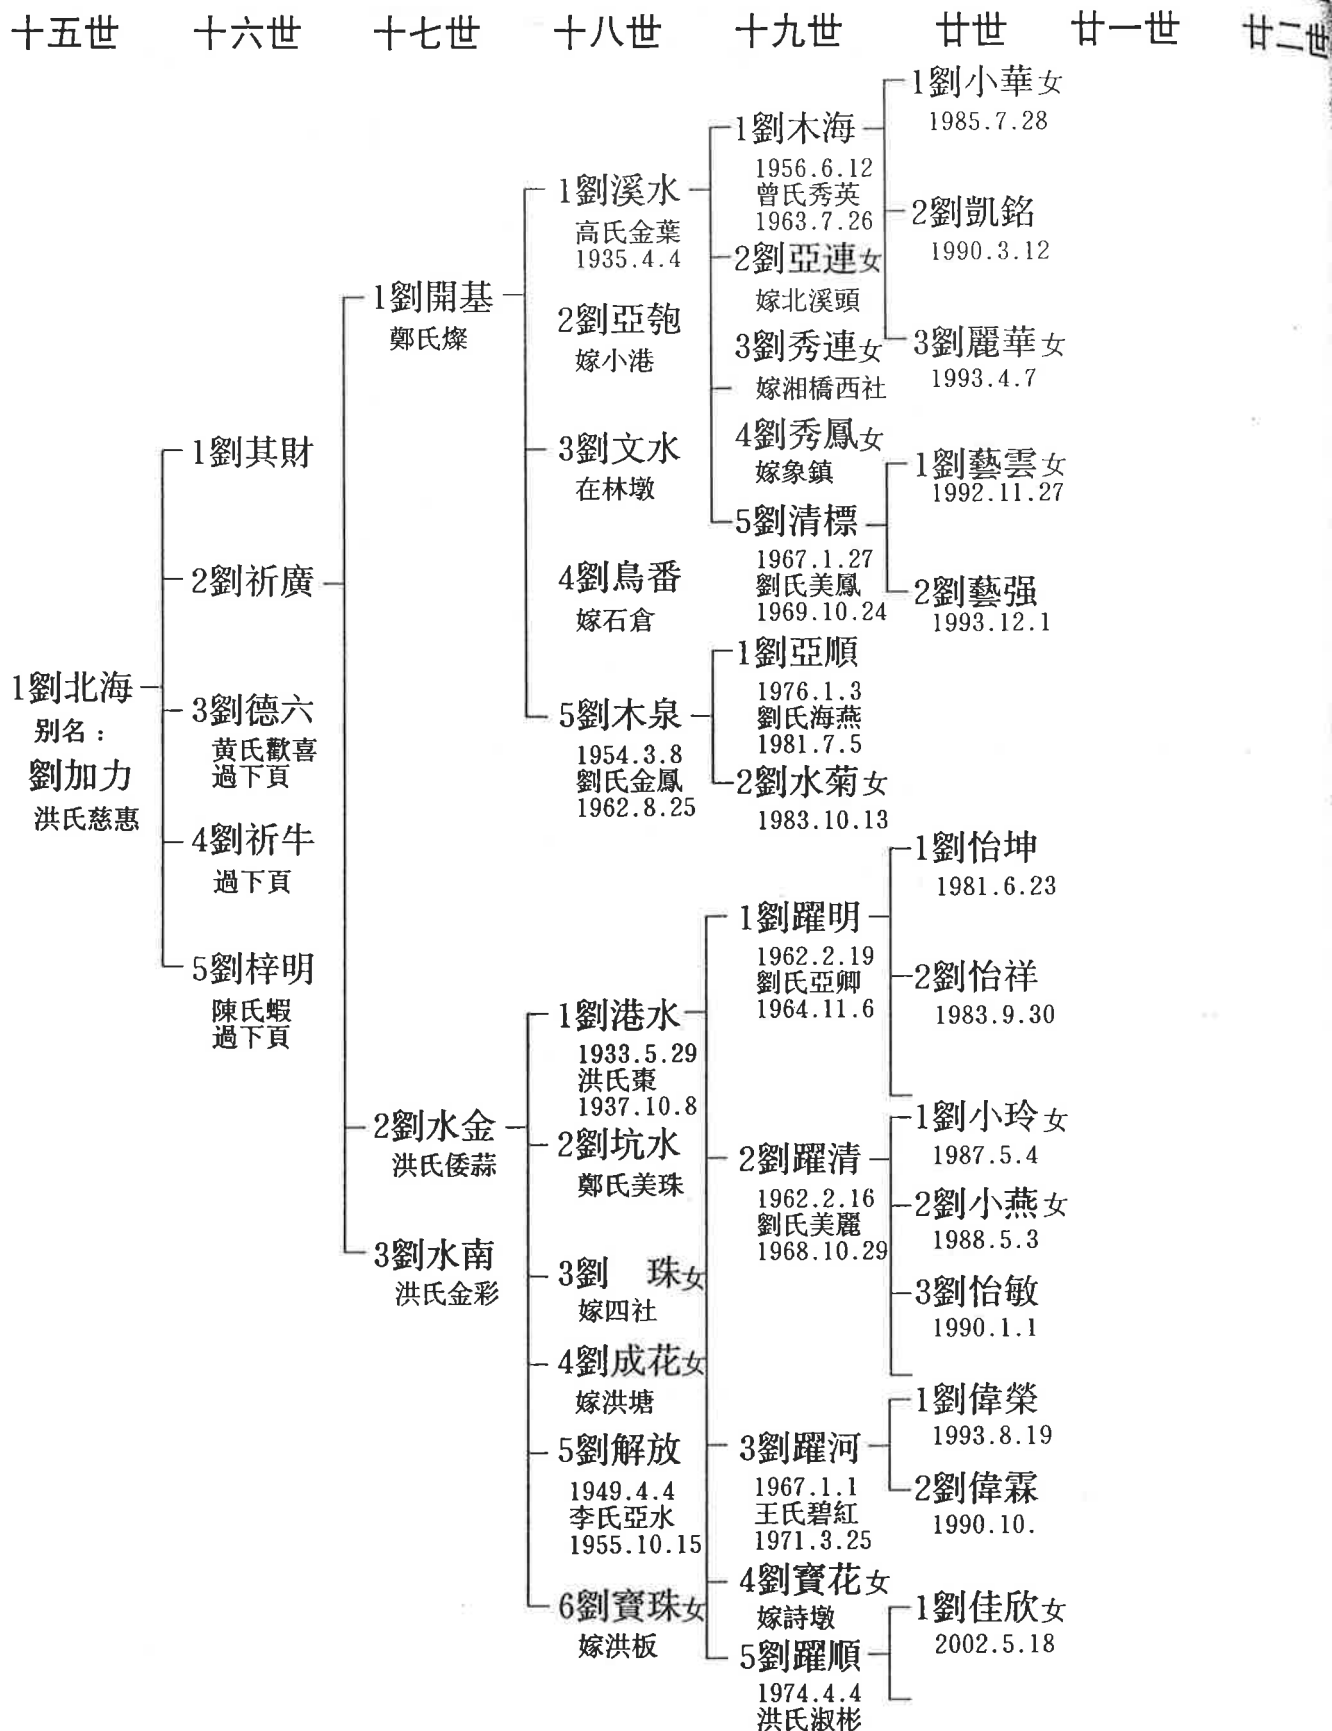 十五世 十六世 十七世 十八世 十九世 廿世 廿一世 廿二世
1劉北海
别名：
劉加力
洪氏慈惠
1劉其財
2劉祈廣
3劉德六
黄氏歡喜
過下頁
4劉祈牛
過下頁
5劉梓明
陳氏蝦
過下頁
1劉開基
鄭氏燦
2劉水金
洪氏倭蒜
3劉水南
洪氏金彩
1劉溪水
高氏金葉
1935.4.4
2劉亞匏
嫁小港
3劉文水
在林墩
4劉鳥番
嫁石倉
5劉木泉
1954.3.8
劉氏金鳳
1962.8.25
1劉港水
1933.5.29
洪氏棗
1937.10.8
2劉坑水
鄭氏美珠
3劉　珠女
嫁四社
4劉成花女
嫁洪塘
5劉解放
1949.4.4
李氏亞水
1955.10.15
6劉寶珠女
嫁洪板
1劉木海
1956.6.12
曾氏秀英
1963.7.26
2劉亞連女
嫁北溪頭
3劉秀連女
嫁湘橋西社
4劉秀鳳女
嫁象鎮
5劉清標
1967.1.27
劉氏美鳳
1969.10.24
1劉亞順
1976.1.3
劉氏海燕
1981.7.5
2劉水菊女
1983.10.13
1劉躍明
1962.2.19
劉氏亞卿
1964.11.6
2劉躍清
1962.2.16
劉氏美麗
1968.10.29
3劉躍河
1967.1.1
王氏碧紅
1971.3.25
4劉寶花女
嫁詩墩
5劉躍順
1974.4.4
洪氏淑彬
1劉小華女
1985.7.28
2劉凱銘
1990.3.12
3劉麗華女
1993.4.7
1劉藝雲女
1992.11.27
2劉藝强
1993.12.1
1劉怡坤
1981.6.23
2劉怡祥
1983.9.30
1劉小玲女
1987.5.4
2劉小燕女
1988.5.3
3劉怡敏
1990.1.1
1劉偉榮
1993.8.19
2劉偉霖
1990.10.
1劉佳欣女
2002.5.18